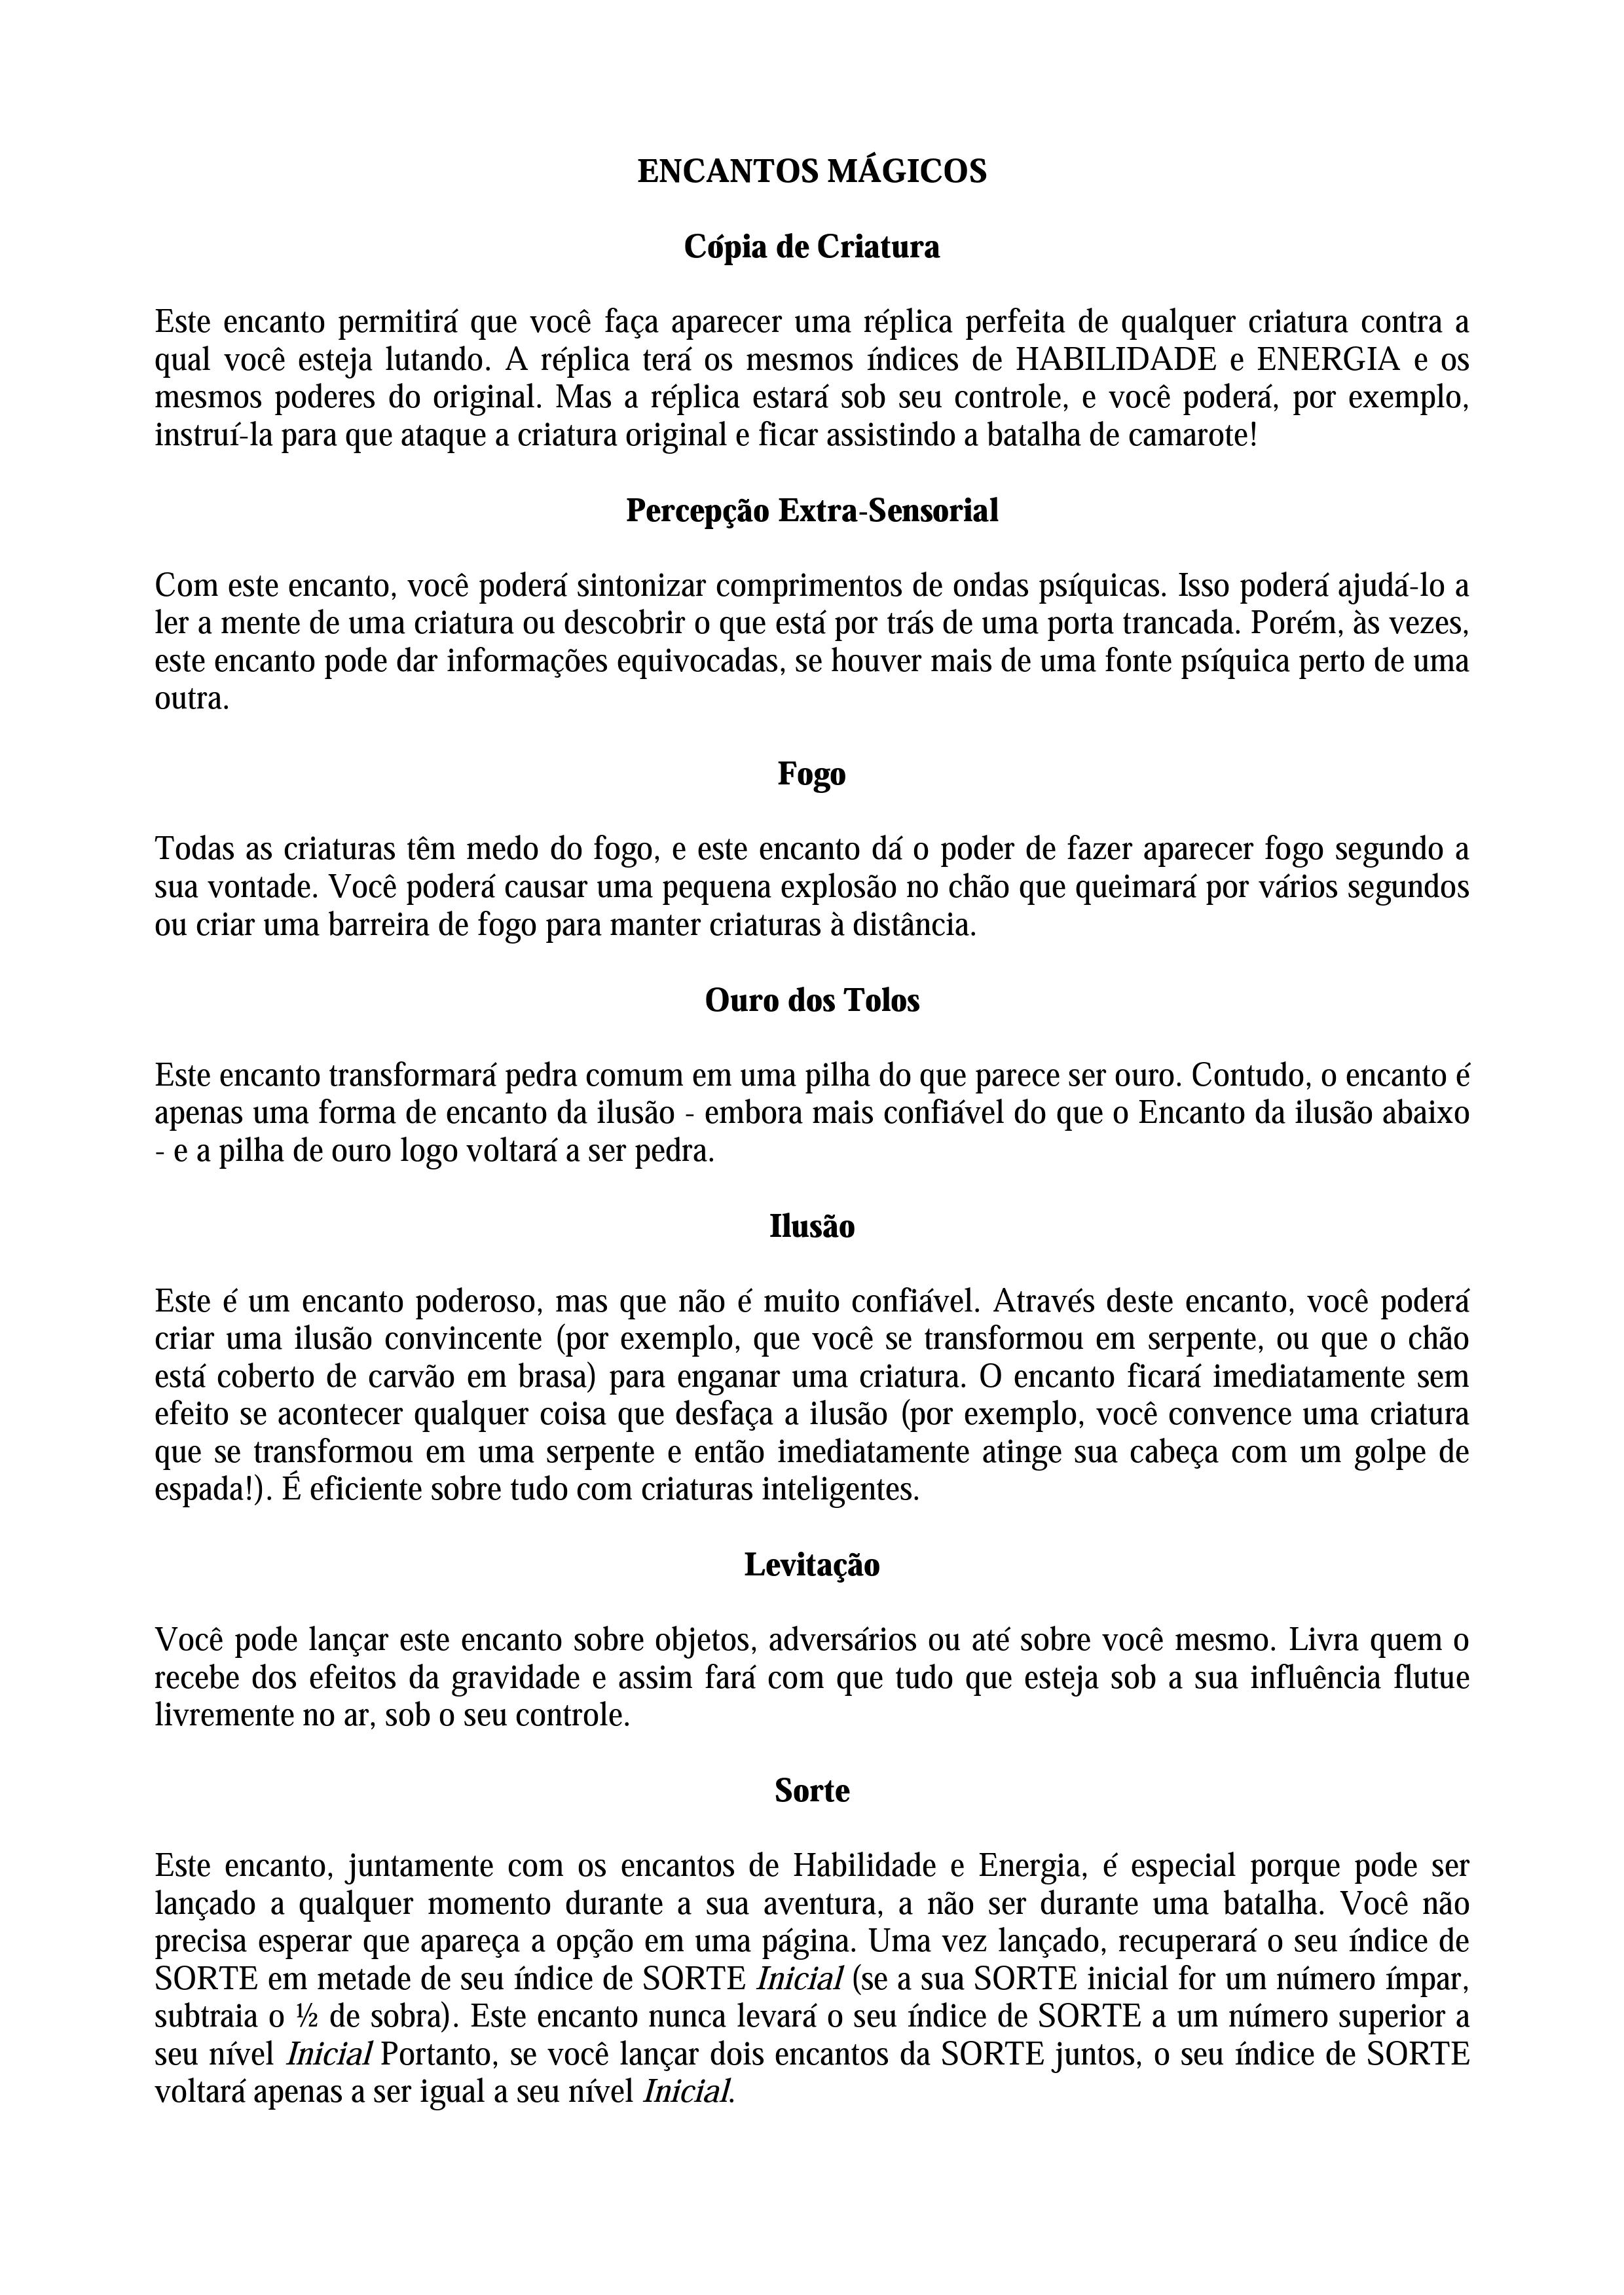 ENCANTOS MÁGICOS
Cópia de Criatura
Este encanto permitirá que você faça aparecer uma réplica perfeita de qualquer criatura contra a
qual você esteja lutando. A réplica terá os mesmos índices de HABILIDADE e ENERGIA e os
mesmos poderes do original. Mas a réplica estará sob seu controle, e você poderá, por exemplo,
instruí-la para que ataque a criatura original e ficar assistindo a batalha de camarote!
Percepção Extra-Sensorial
Com este encanto, você poderá sintonizar comprimentos de ondas psíquicas. Isso poderá ajudá-lo a
ler a mente de uma criatura ou descobrir o que está por trás de uma porta trancada. Porém, às vezes,
este encanto pode dar informações equivocadas, se houver mais de uma fonte psíquica perto de uma
outra.
Fogo
Todas as criaturas têm medo do fogo, e este encanto dá o poder de fazer aparecer fogo segundo a
sua vontade. Você poderá causar uma pequena explosão no chão que queimará por vários segundos
ou criar uma barreira de fogo para manter criaturas à distância.
Ouro dos Tolos
Este encanto transformará pedra comum em uma pilha do que parece ser ouro. Contudo, o encanto é
apenas uma forma de encanto da ilusão - embora mais confiável do que o Encanto da ilusão abaixo
- e a pilha de ouro logo voltará a ser pedra.
Ilusão
Este é um encanto poderoso, mas que não é muito confiável. Através deste encanto, você poderá
criar uma ilusão convincente (por exemplo, que você se transformou em serpente, ou que o chão
está coberto de carvão em brasa) para enganar uma criatura. O encanto ficará imediatamente sem
efeito se acontecer qualquer coisa que desfaça a ilusão (por exemplo, você convence uma criatura
que se transformou em uma serpente e então imediatamente atinge sua cabeça com um golpe de
espada!). É eficiente sobre tudo com criaturas inteligentes.
Levitação
Você pode lançar este encanto sobre objetos, adversários ou até sobre você mesmo. Livra quem o
recebe dos efeitos da gravidade e assim fará com que tudo que esteja sob a sua influência flutue
livremente no ar, sob o seu controle.
Sorte
Este encanto, juntamente com os encantos de Habilidade e Energia, é especial porque pode ser
lançado a qualquer momento durante a sua aventura, a não ser durante uma batalha. Você não
precisa esperar que apareça a opção em uma página. Uma vez lançado, recuperará o seu índice de
SORTE em metade de seu índice de SORTE Inicial (se a sua SORTE inicial for um número ímpar,
subtraia o ½ de sobra). Este encanto nunca levará o seu índice de SORTE a um número superior a
seu nível Inicial Portanto, se você lançar dois encantos da SORTE juntos, o seu índice de SORTE
voltará apenas a ser igual a seu nível Inicial.